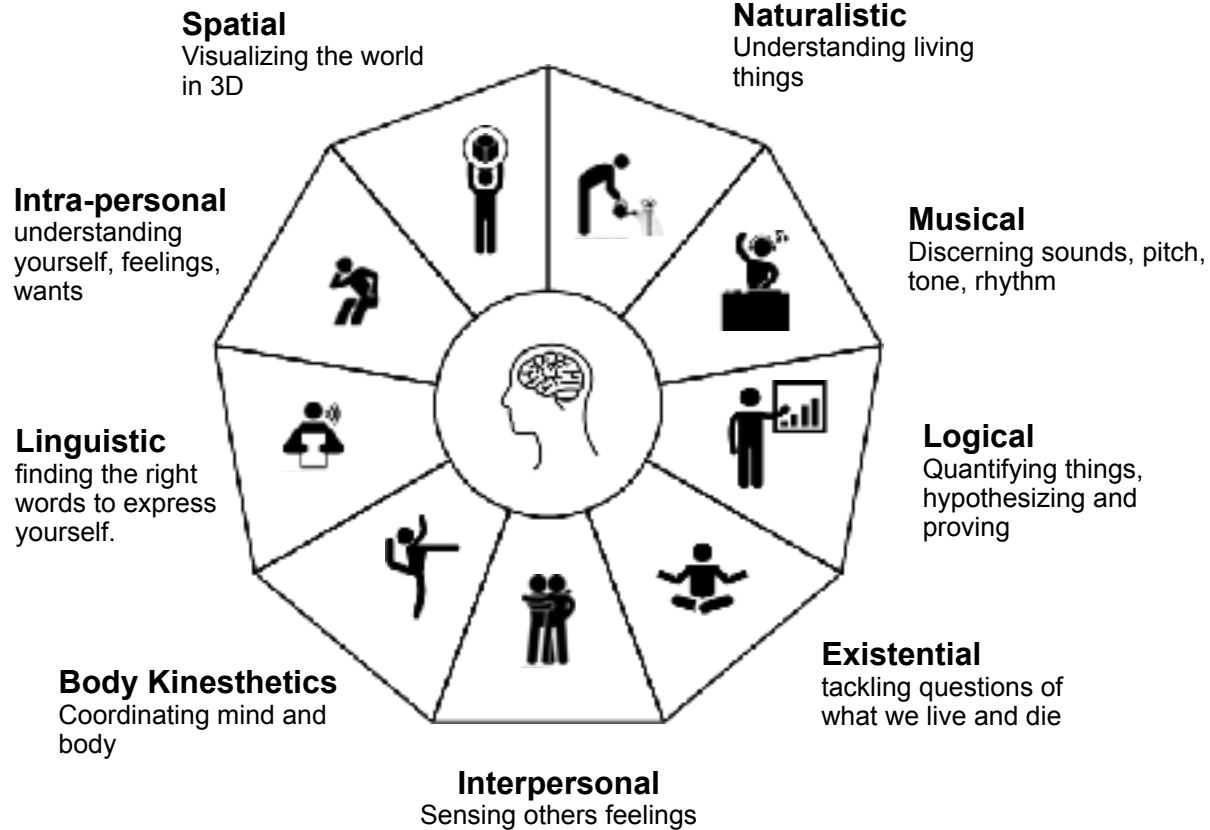 Spatial
Visualizing the world
in 3D
Naturalistic
Understanding living
things
Intra-personal
understanding
yourself, feelings,
wants
Musical
Discerning sounds, pitch,
tone, rhythm
Linguistic
finding the right
words to express
yourself.
Logical
Quantifying things,
hypothesizing and
proving
Body Kinesthetics
Coordinating mind and
body
Existential
tackling questions of
what we live and die
Interpersonal
Sensing others feelings